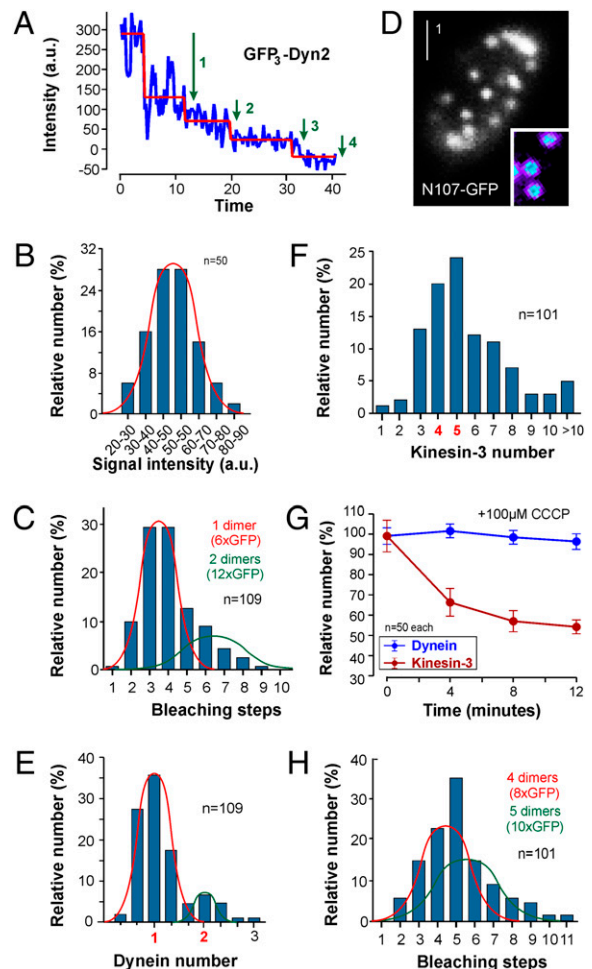 A
GFP3-Dyn2
Intensity (a.u.)
300
250
200
150
100
50
0
-50
1
2
3
4
0
10
20
30
40
Time
D
1
N107-GFP
B
Relative number (%)
32
24
16
8
0
n=50
20-30
30-40
40-50
50-50
60-70
70-80
80-90
Signal intensity (a.u.)
F
Relative number (%)
25
20
15
10
5
0
n=101
1 2 3 4 5 6 7 8 9 10 >10
Kinesin-3 number
C
Relative number (%)
30
20
10
0
1 dimer
(6xGFP)
2 dimers
(12xGFP)
n=109
1 2 3 4 5 6 7 8 9 10
Bleaching steps
G
Relative number (%)
110
100
90
80
70
60
50
40
30
+100µM CCCP
n=50 each
Dynein
Kinesin-3
0
4
8
12
Time (minutes)
E
Relative number (%)
40
30
20
10
0
n=109
1
2
3
Dynein number
H
Relative number (%)
40
30
20
10
0
4 dimers
(8xGFP)
5 dimers
(10xGFP)
n=101
1 2 3 4 5 6 7 8 9 10 11
Bleaching steps